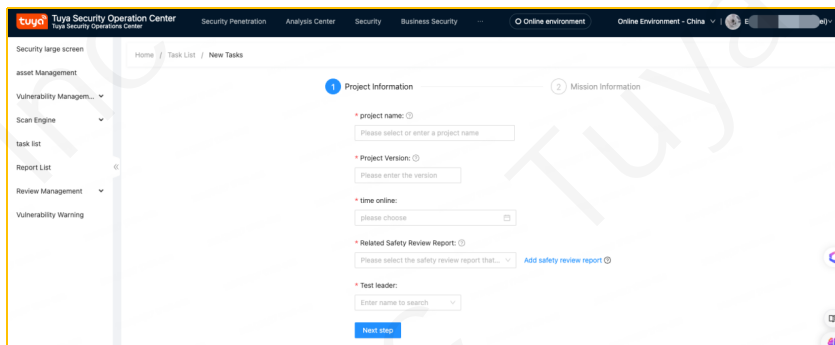 tuya Tuya Security Operation Center
Tuya Security Operations Center
Security Penetration Analysis Center Security Business Security ··· Online environment Online Environment - China
Security large screen
asset Management
Vulnerability Managem...
Scan Engine
task list
Report List
Review Management
Vulnerability Warning
Home / Task List / New Tasks
1 Project Information
2 Mission Information
* project name:
Please select or enter a project name
* Project Version:
Please enter the version
* time online:
please choose
* Related Safety Review Report:
Please select the safety review report that... Add safety review report
* Test leader:
Enter name to search
Next step